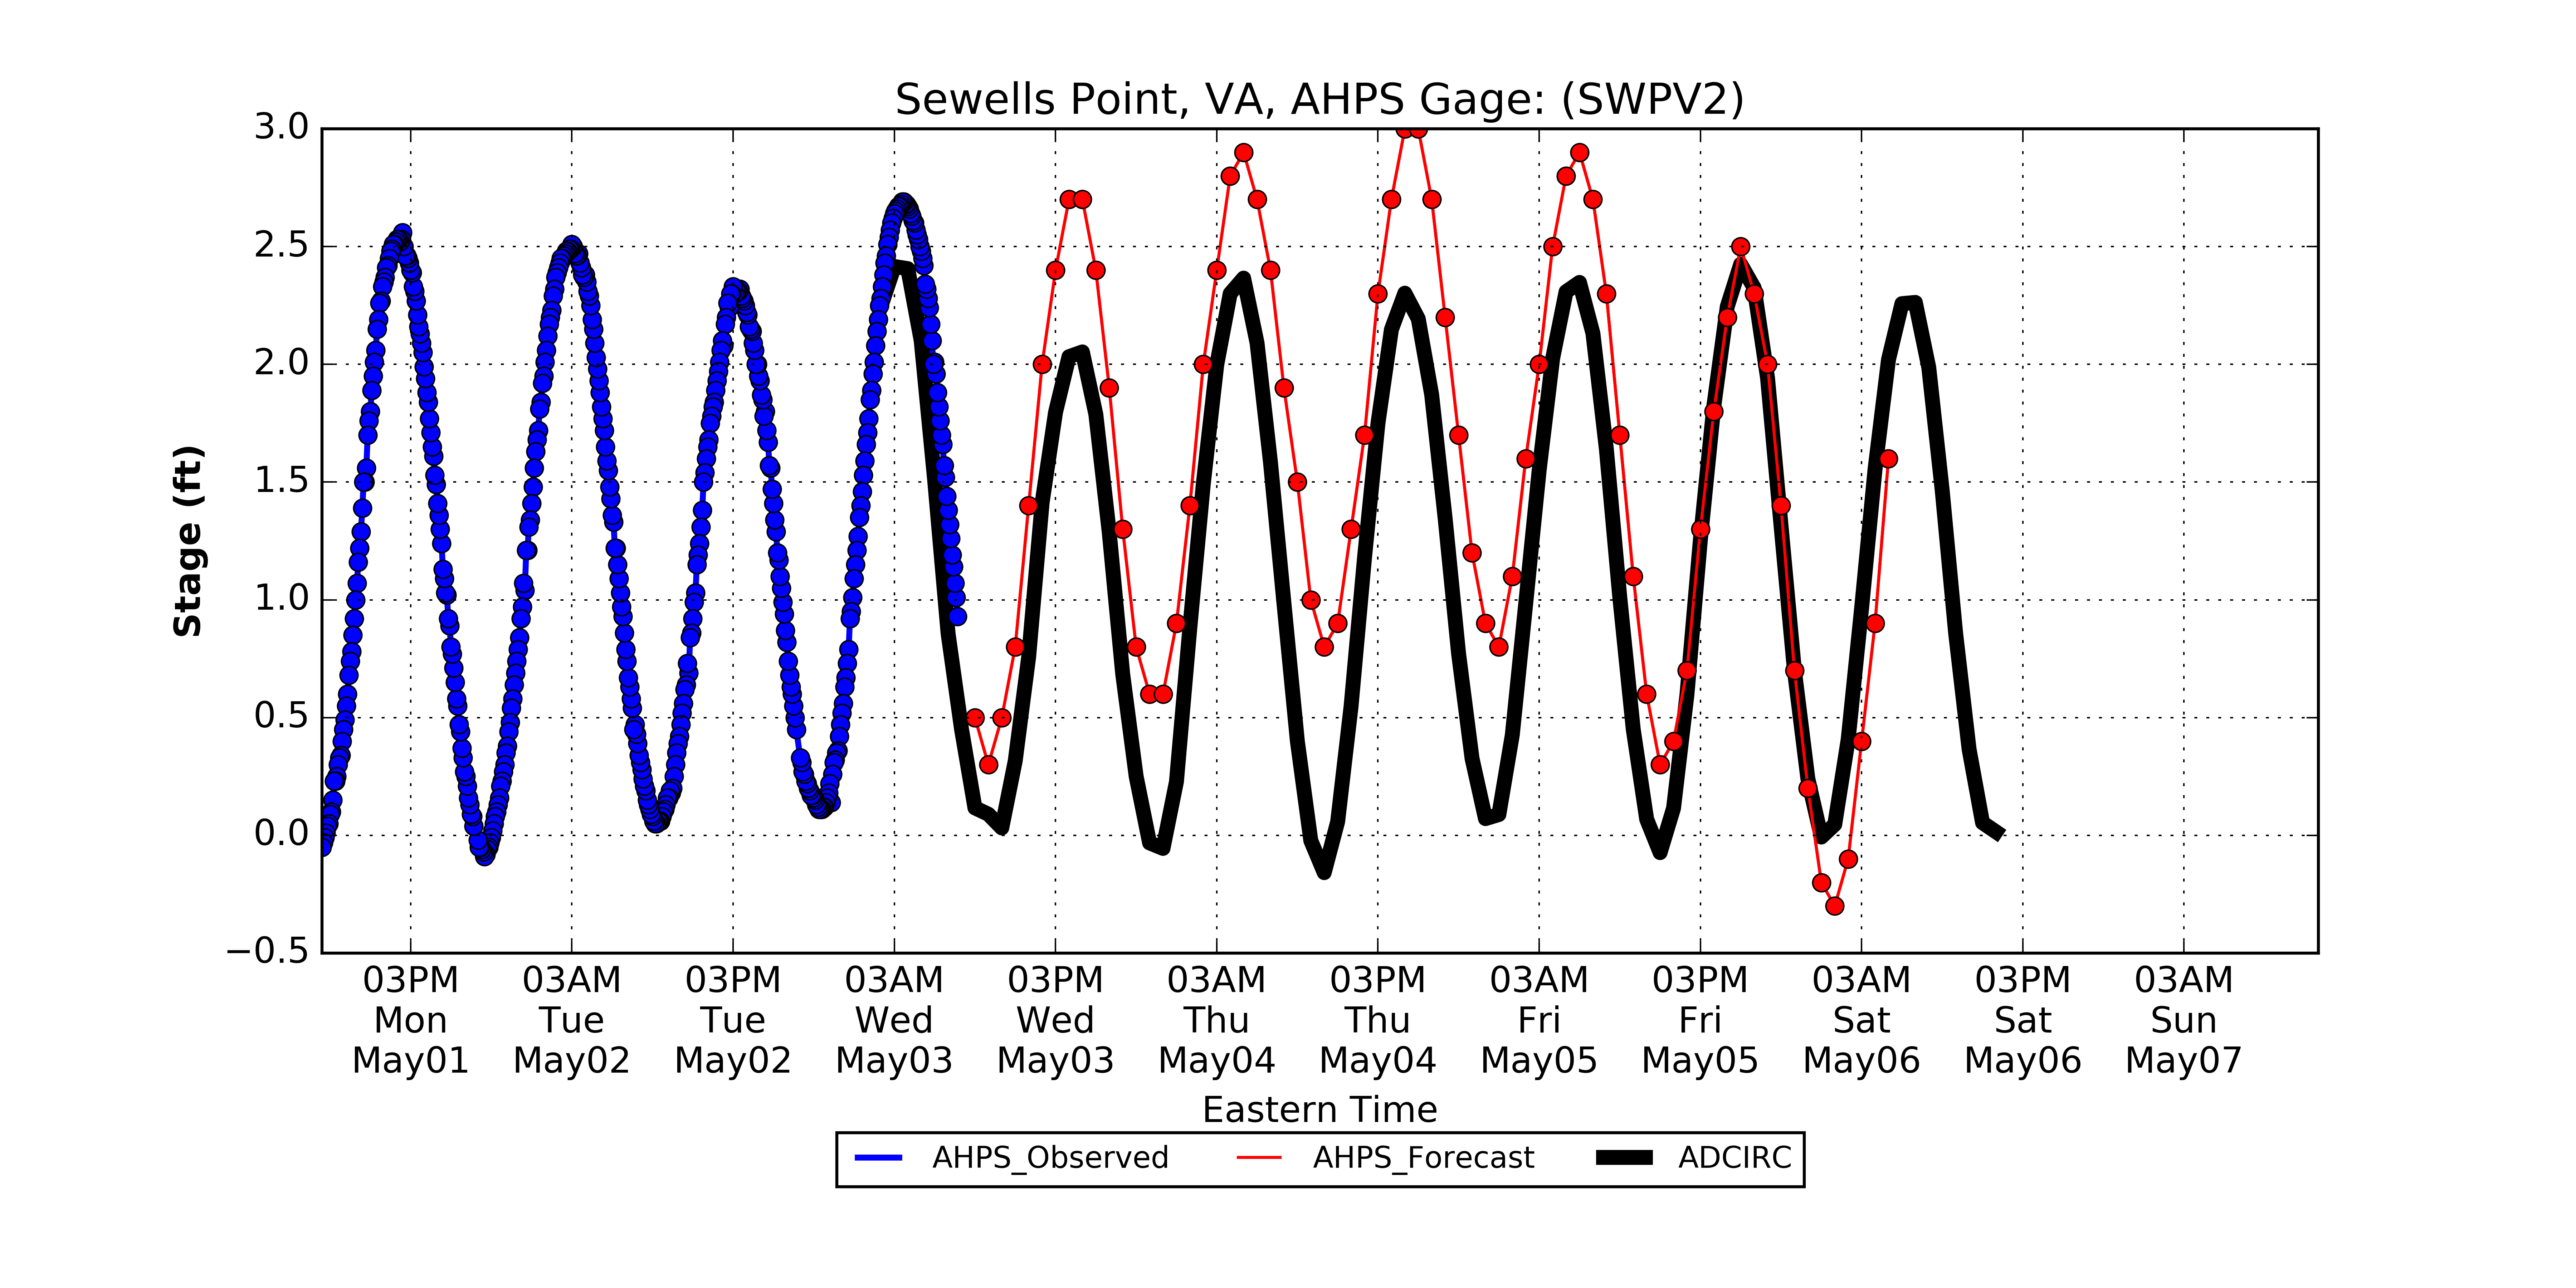 Sewells Point, VA, AHPS Gage: (SWPV2)
3.0
2.5
2.0
1.5
1.0
0.5
0.0
−0.5
Stage (ft)
03PM 03AM 03PM 03AM 03PM 03AM 03PM 03AM 03PM 03AM 03PM 03AM
Mon Tue Tue Wed Wed Thu Thu Fri Fri Sat Sat Sun
May01 May02 May02 May03 May03 May04 May04 May05 May05 May06 May06 May07
Eastern Time
AHPS_Observed AHPS_Forecast ADCIRC